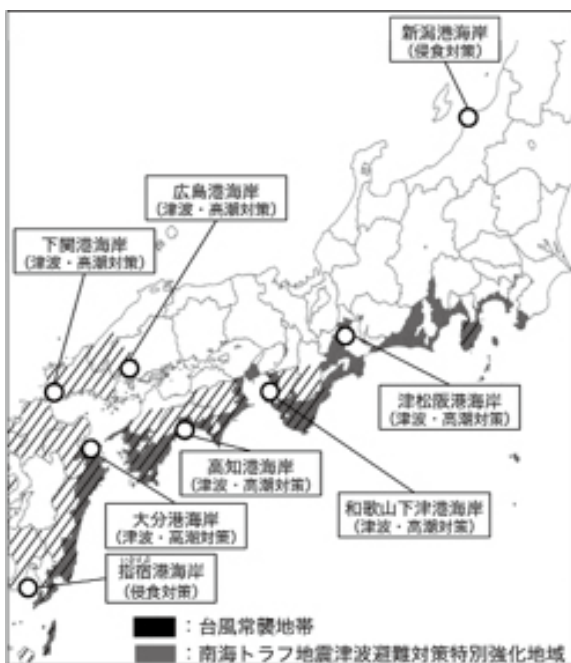 新潟港海岸
(侵食対策)
広島港海岸
(津波・高潮対策)
下関港海岸
(津波・高潮対策)
津松阪港海岸
(津波・高潮対策)
高知港海岸
(津波・高潮対策)
和歌山下津港海岸
(津波・高潮対策)
大分港海岸
(津波・高潮対策)
いぶすき
指宿港海岸
(侵食対策)
:台風常襲地帯
:南海トラフ地震津波避難対策特別強化地域